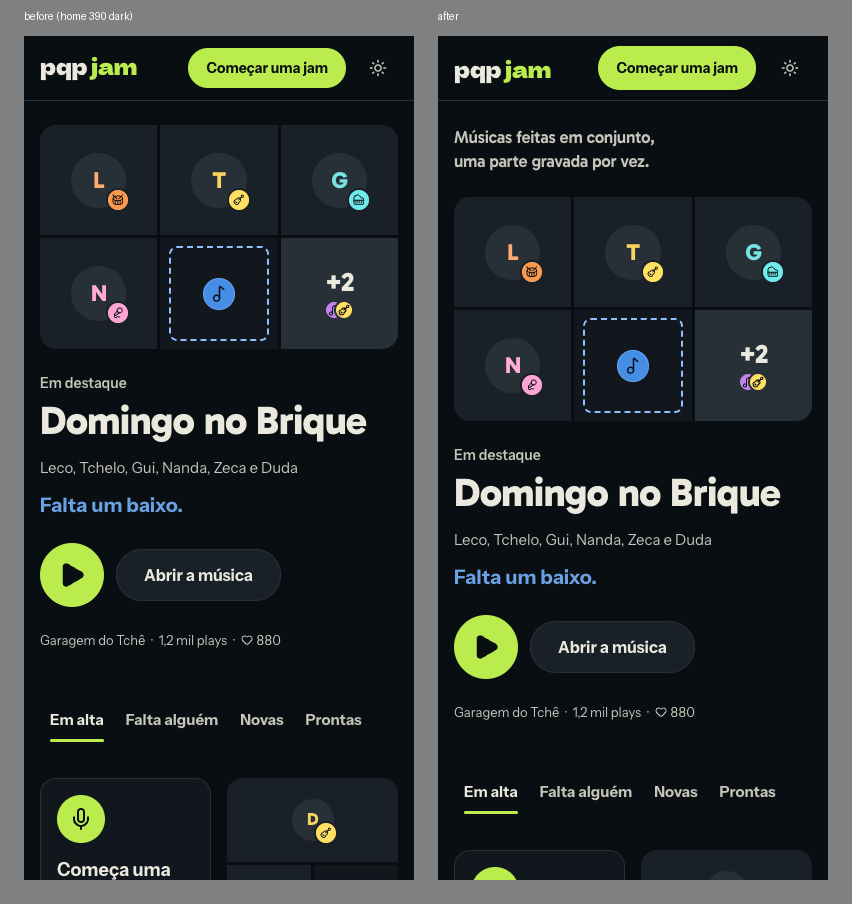 before (home 390 dark)
pqp jam
Começar uma jam
L
T
G
N
+2
Em destaque
Domingo no Brique
Leco, Tchelo, Gui, Nanda, Zeca e Duda
Falta um baixo.
Abrir a música
Garagem do Tchê · 1,2 mil plays · 880
Em alta Falta alguém Novas Prontas
D
Começa uma
after
pqp jam
Começar uma jam
Músicas feitas em conjunto,
uma parte gravada por vez.
L
T
G
N
+2
Em destaque
Domingo no Brique
Leco, Tchelo, Gui, Nanda, Zeca e Duda
Falta um baixo.
Abrir a música
Garagem do Tchê · 1,2 mil plays · 880
Em alta Falta alguém Novas Prontas